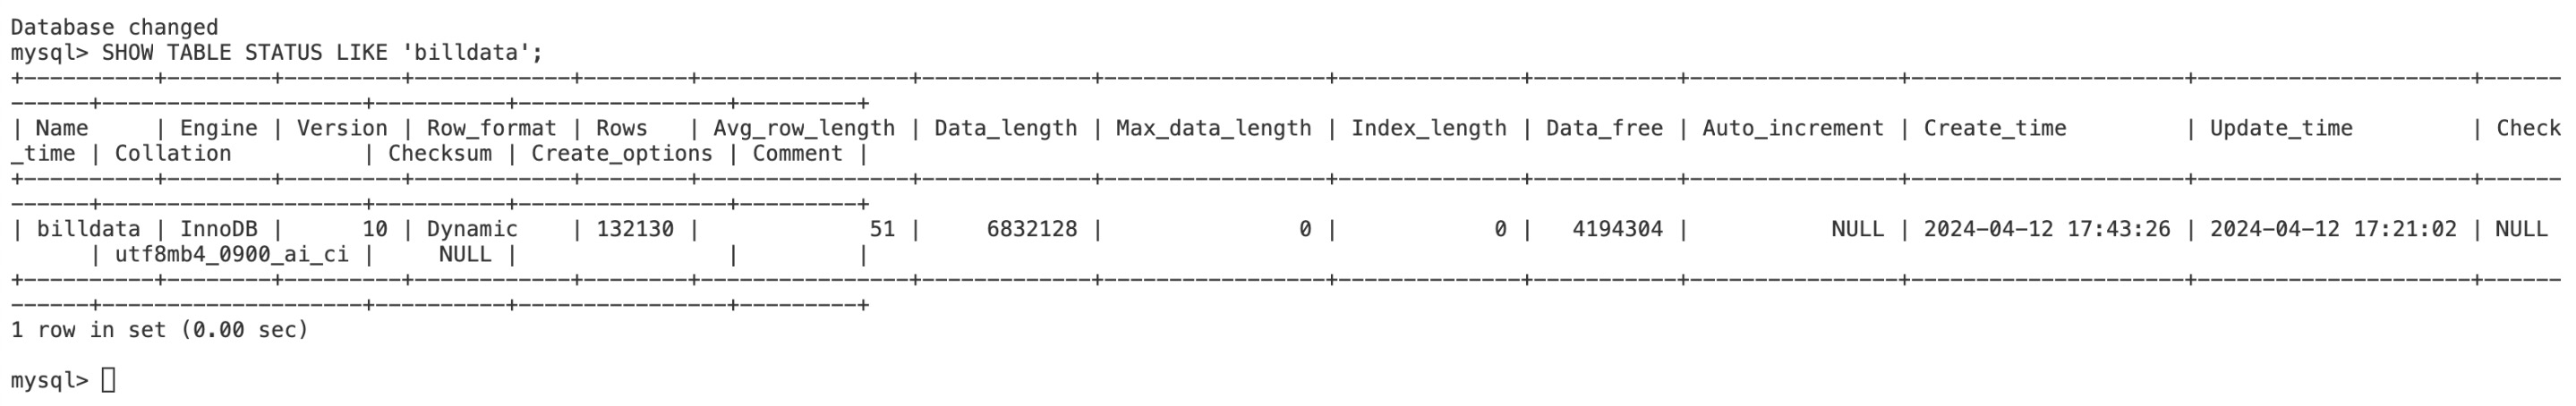 Database changed
mysql> SHOW TABLE STATUS LIKE 'billdata';
+----------+--------+---------+------------+--------+----------------+-------------+-----------------+--------------+-----------+----------------+---------------------+---------------------+------
------+--------------------+----------+----------------+---------+
| Name     | Engine | Version | Row_format | Rows   | Avg_row_length | Data_length | Max_data_length | Index_length | Data_free | Auto_increment | Create_time         | Update_time         | Check
_time | Collation          | Checksum | Create_options | Comment |
+----------+--------+---------+------------+--------+----------------+-------------+-----------------+--------------+-----------+----------------+---------------------+---------------------+------
------+--------------------+----------+----------------+---------+
| billdata | InnoDB |      10 | Dynamic    | 132130 |             51 |     6832128 |               0 |            0 |   4194304 |           NULL | 2024-04-12 17:43:26 | 2024-04-12 17:21:02 | NULL
      | utf8mb4_0900_ai_ci |     NULL |                |         |
+----------+--------+---------+------------+--------+----------------+-------------+-----------------+--------------+-----------+----------------+---------------------+---------------------+------
------+--------------------+----------+----------------+---------+
1 row in set (0.00 sec)
mysql>